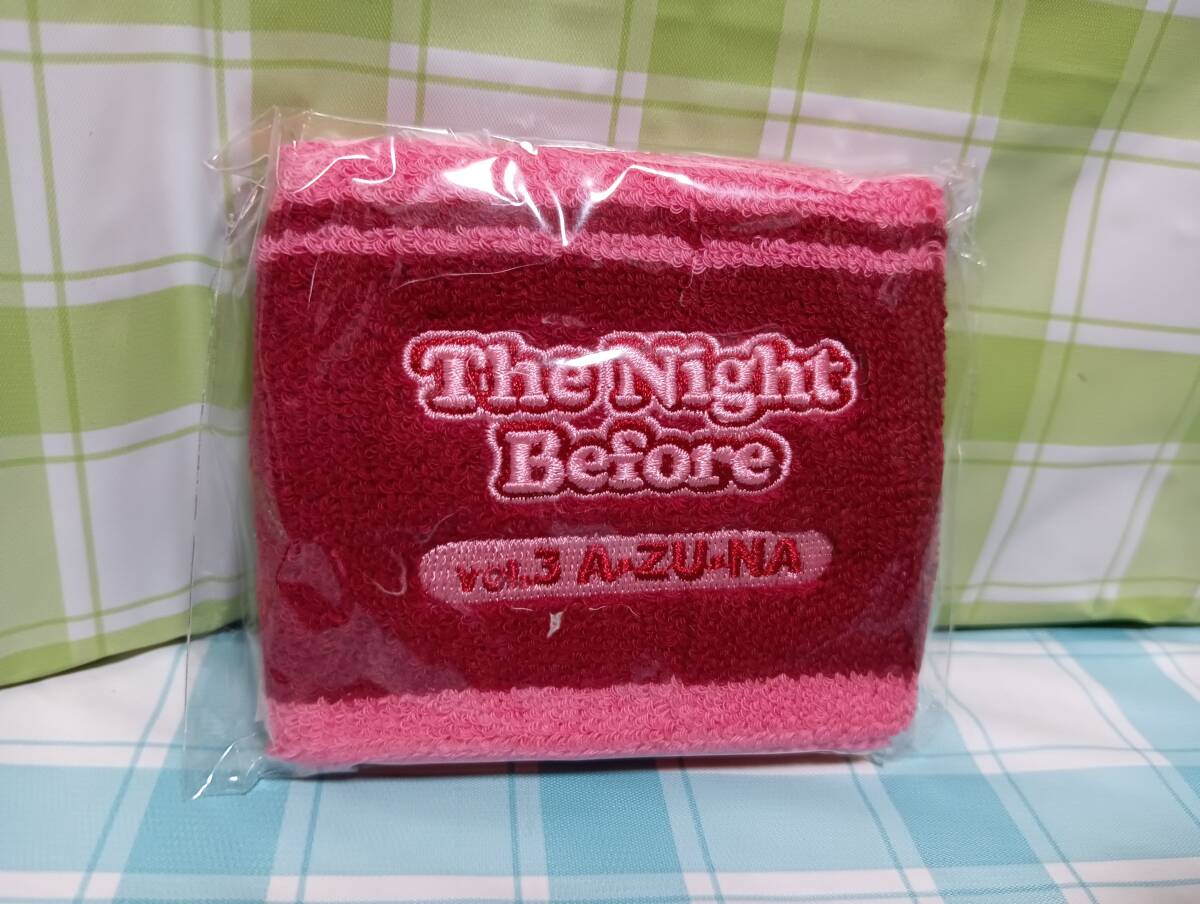 The Night
Before
vol.3 A・ZU・NA